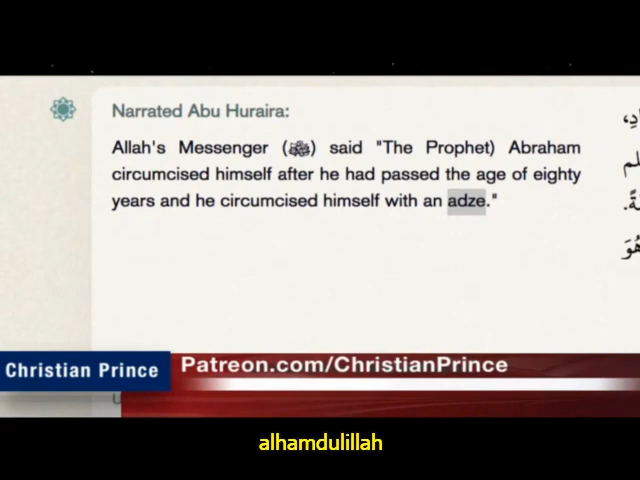 Narrated Abu Huraira:
Allah's Messenger (ﷺ) said "The Prophet) Abraham
circumcised himself after he had passed the age of eighty
years and he circumcised himself with an adze."
Christian Prince
Patreon.com/ChristianPrince
alhamdulillah